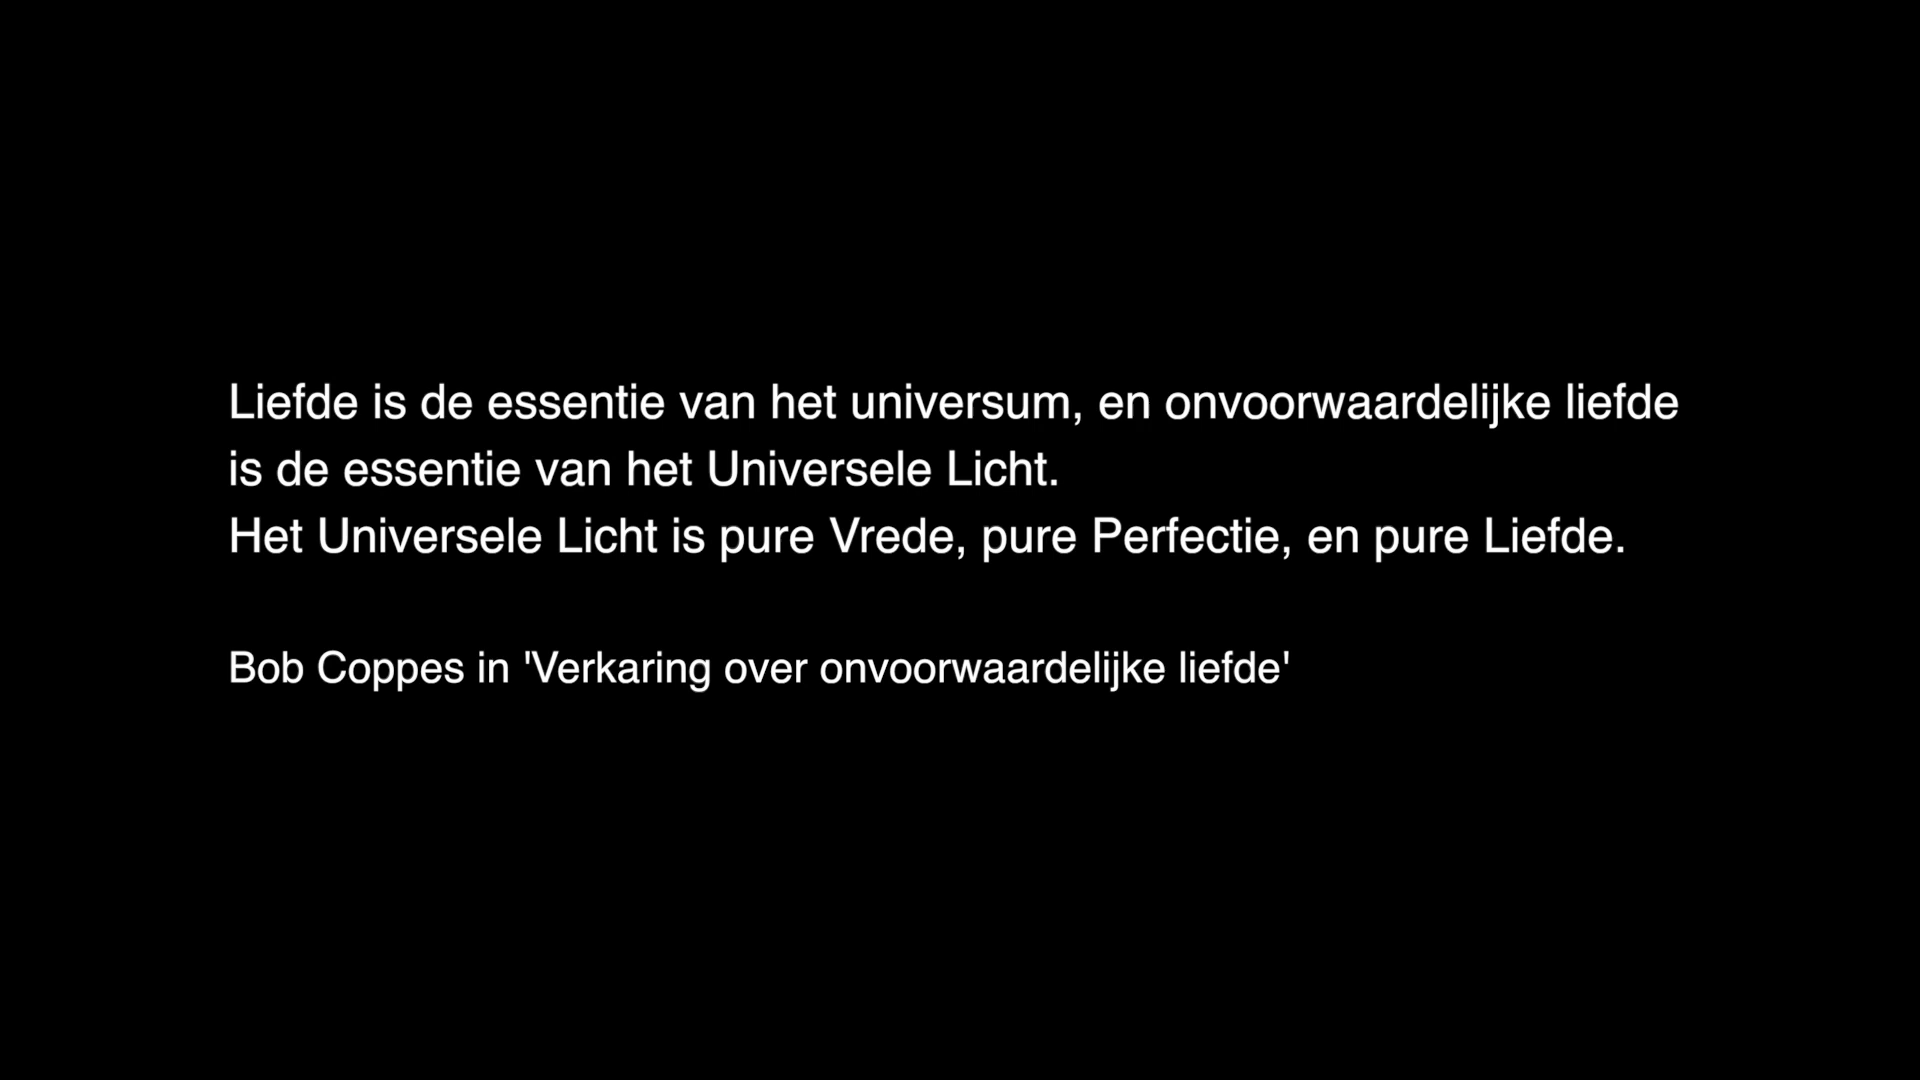 Liefde is de essentie van het universum, en onvoorwaardelijke liefde
is de essentie van het Universele Licht.
Het Universele Licht is pure Vrede, pure Perfectie, en pure Liefde.
Bob Coppes in 'Verkaring over onvoorwaardelijke liefde'